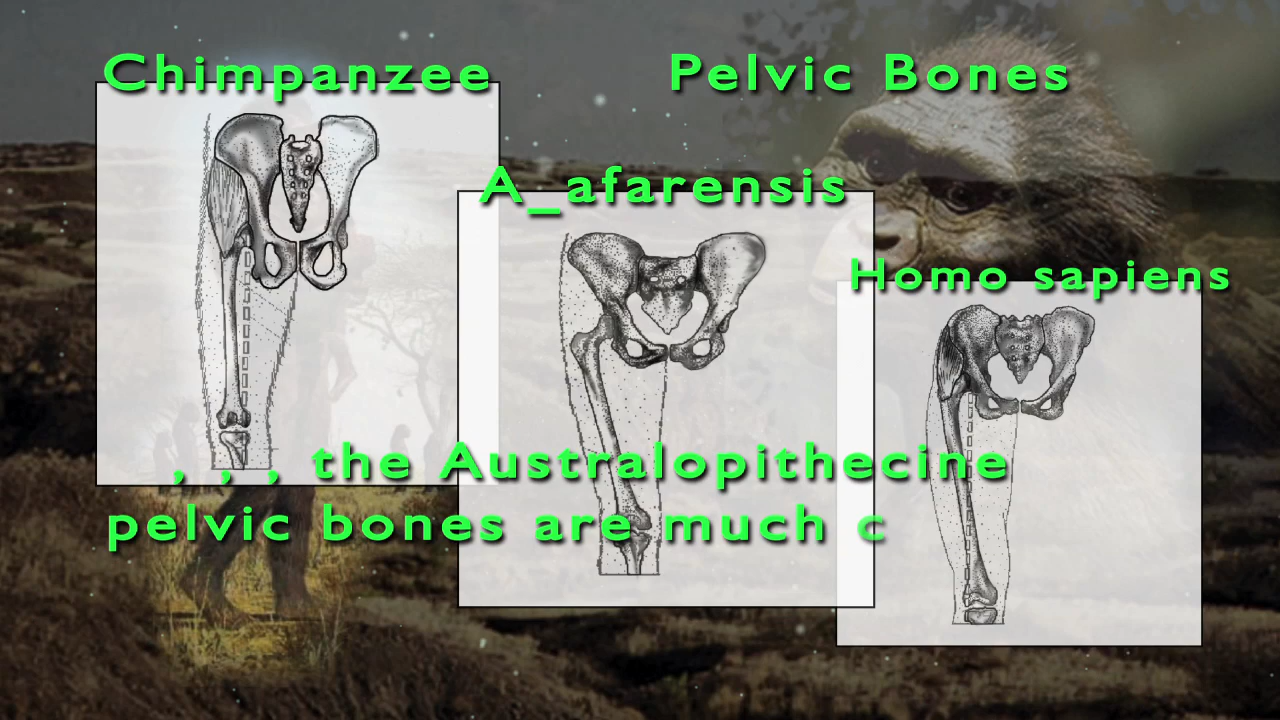 Chimpanzee
Pelvic Bones
A_afarensis
Homo sapiens
, , , the Australopithecine
pelvic bones are much c